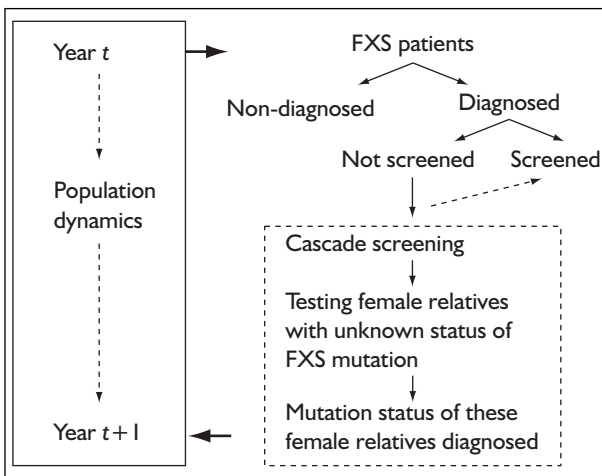 Year t
Population
dynamics
Year t+1
FXS patients
Non-diagnosed
Diagnosed
Not screened
Screened
Cascade screening
Testing female relatives
with unknown status of
FXS mutation
Mutation status of these
female relatives diagnosed